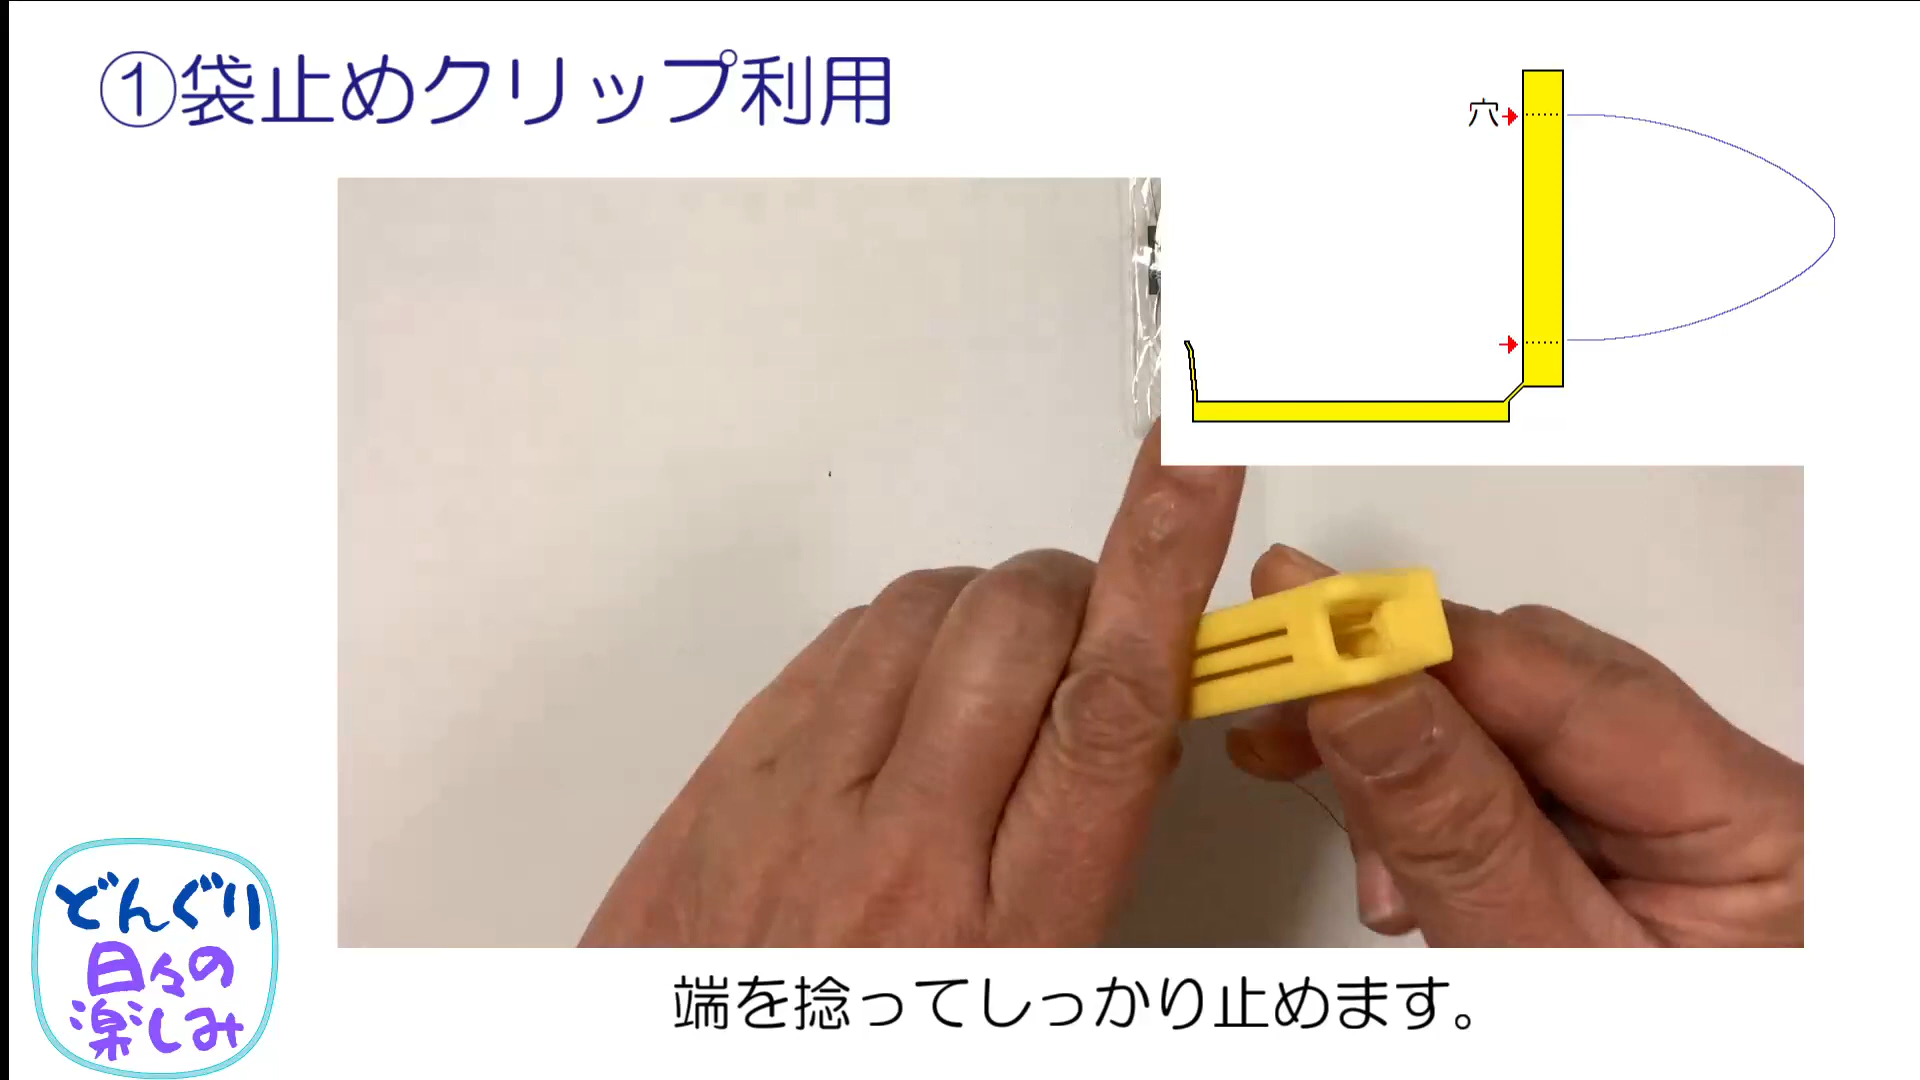 ①袋止めクリップ利用
穴
端を捻ってしっかり止めます。
どんぐり
日々の
楽しみ